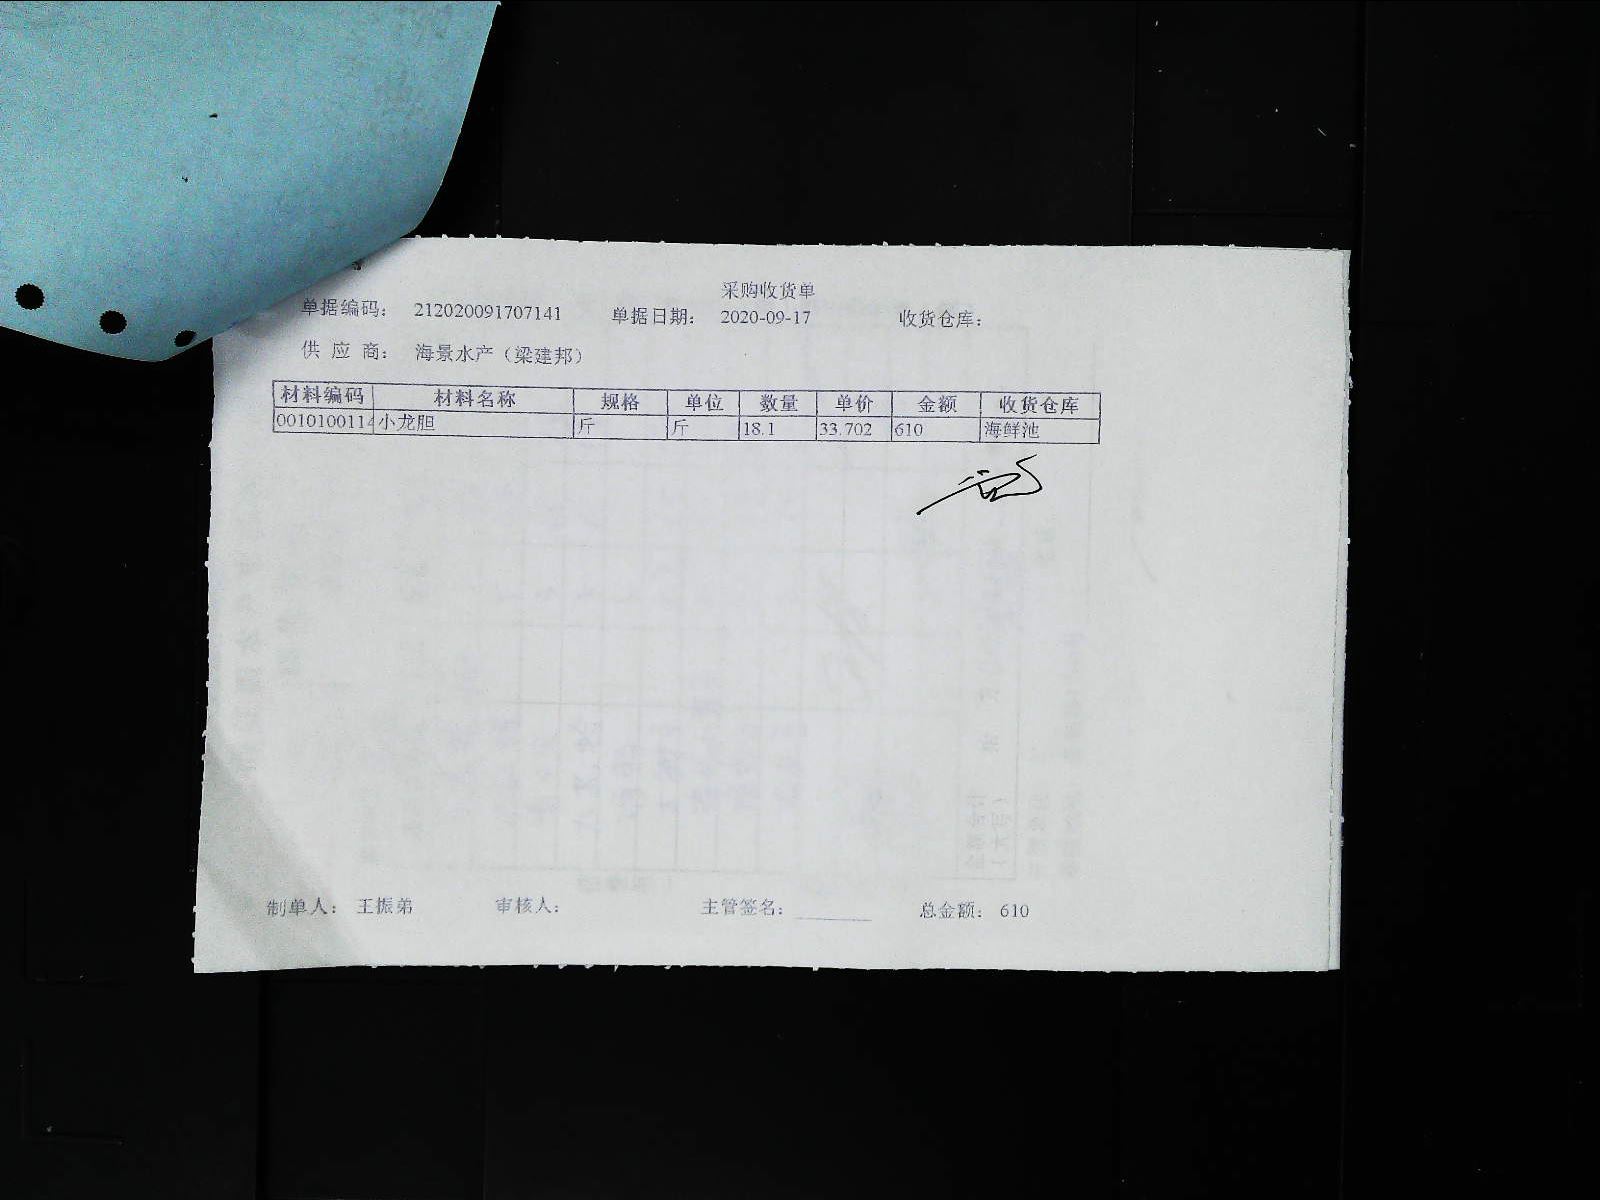 采购收货单
单据编码： 212020091707141 单据日期： 2020-09-17 收货仓库：
供 应 商： 海景水产（梁建邦）
材料编码 材料名称 规格 单位 数量 单价 金额 收货仓库
0010100114 小龙胆 斤 斤 18.1 33.702 610 海鲜池
制单人： 王振弟 审核人： 主管签名： 总金额： 610